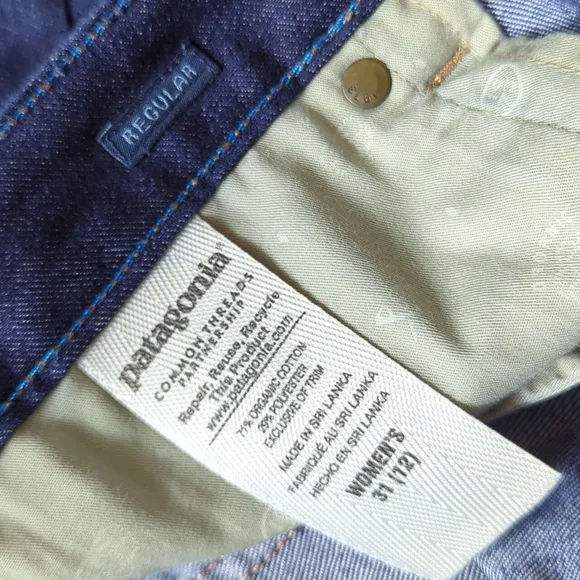 REGULAR
patagonia®
COMMON THREADS
PARTNERSHIP
Repair, Reuse, Recycle
This Product
www.patagonia.com
71% ORGANIC COTTON
29% POLYESTER
EXCLUSIVE OF TRIM
MADE IN SRI LANKA
FABRIQUÉ AU SRI LANKA
HECHO EN SRI LANKA
WOMEN'S
31 (12)